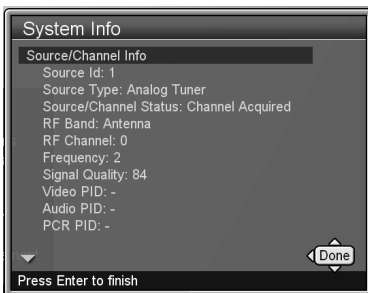 System Info
Source/Channel Info
Source Id: 1
Source Type: Analog Tuner
Source/Channel Status: Channel Acquired
RF Band: Antenna
RF Channel: 0
Frequency: 2
Signal Quality: 84
Video PID: -
Audio PID: -
PCR PID: -
Done
Press Enter to finish